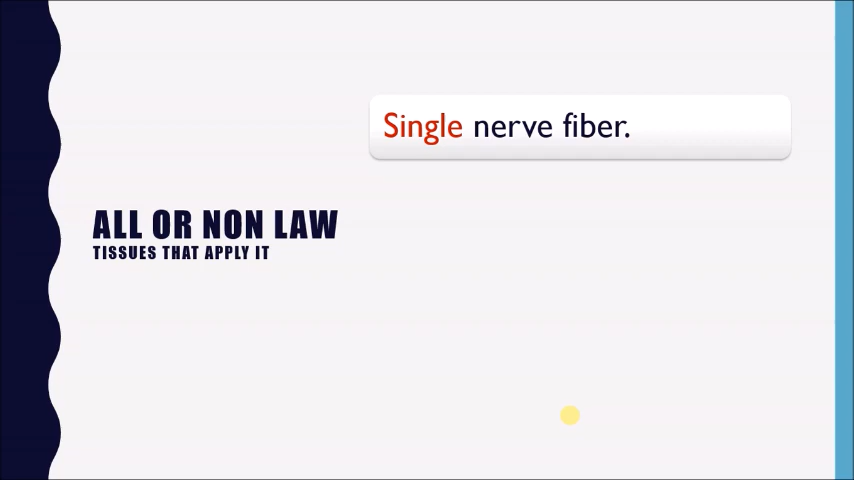 Single nerve fiber.
ALL OR NON LAW
TISSUES THAT APPLY IT